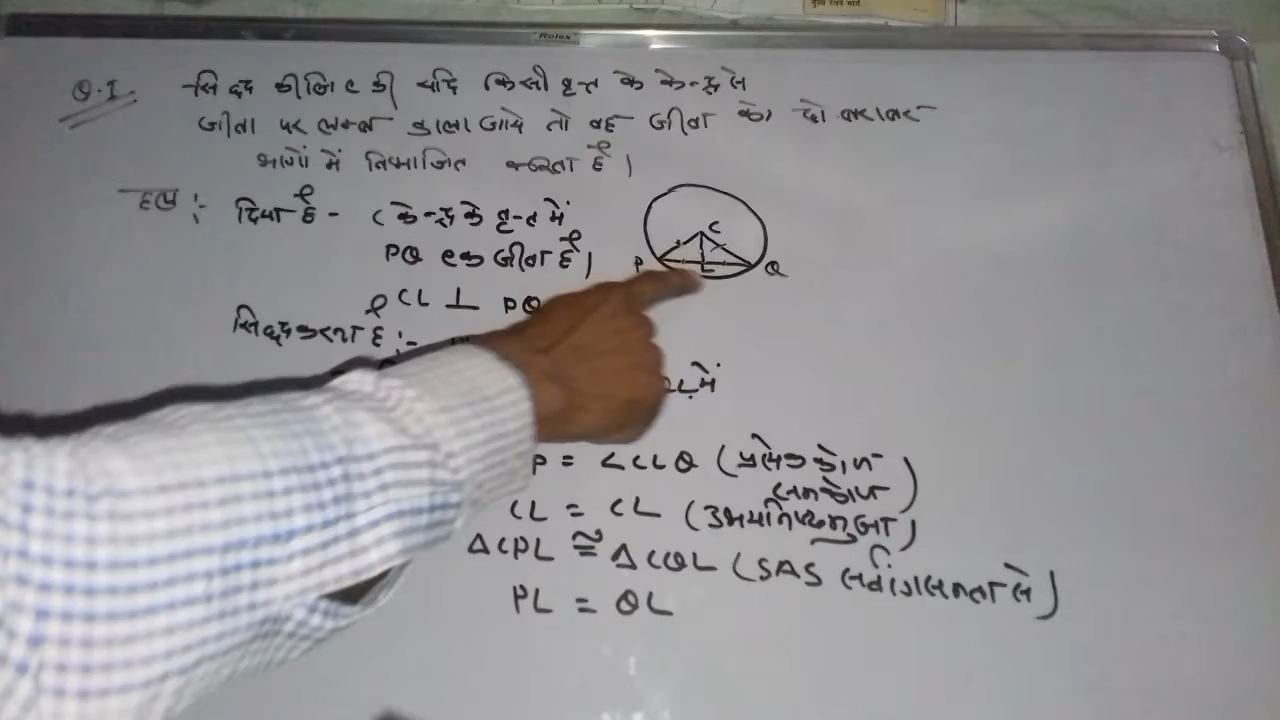 मुख्य
Rolex
Q.I. सिद्द कीजिए की यदि किसी वृत्त के केन्द्र से
जीवा पर लम्ब डाला जाये तो वह जीवा को दो बराबर
भागों में विभाजित करता है।
हल :- दिया है - C केन्द्र के वृत्त में
PQ एक जीवा है।
CL ⊥ PQ
सिद्द करना है :-
C
P
Q
L
QL में
P = ∠CLQ (प्रत्येक कोण
समकोण)
CL = CL (उभयनिष्ठ भुजा)
ΔCPL ≅ ΔCQL (SAS सर्वांगसमता से)
PL = QL